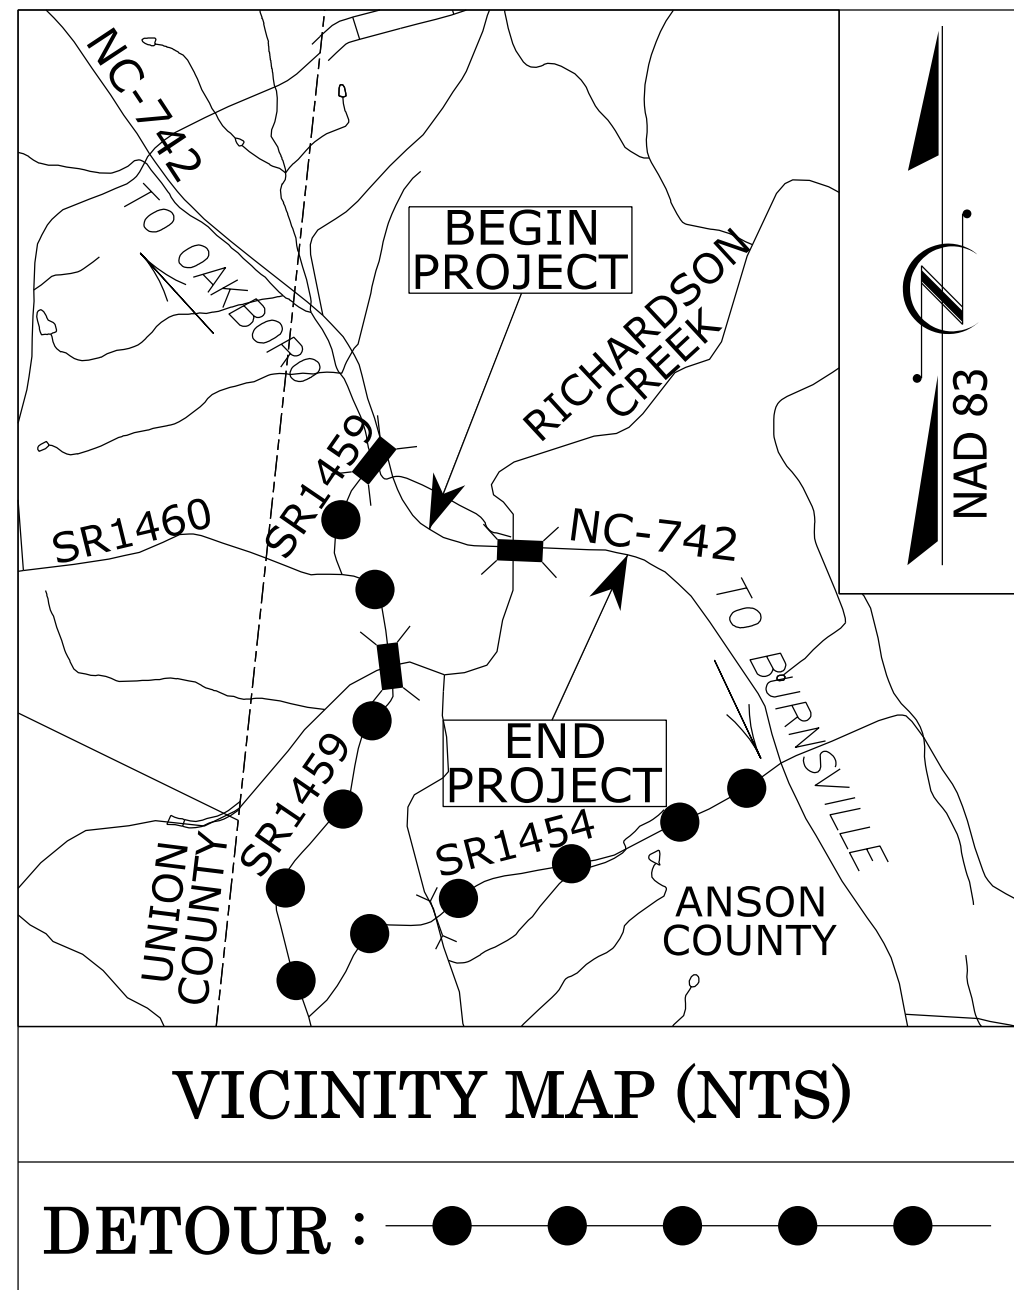 NC-742
TO OAKBORO
BEGIN
PROJECT
RICHARDSON
CREEK
NAD 83
SR1459
SR1460
NC-742
TO BURNSVILLE
END
PROJECT
SR1459
SR1454
UNION
COUNTY
ANSON
COUNTY
VICINITY MAP (NTS)
DETOUR :